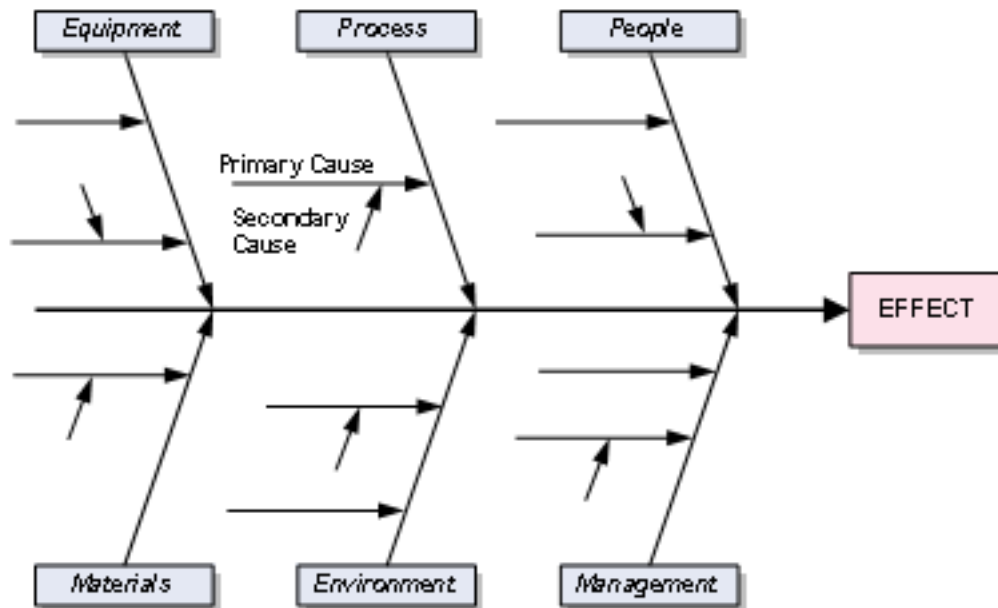 Equipment
Process
People
Primary Cause
Secondary
Cause
EFFECT
Materials
Environment
Management